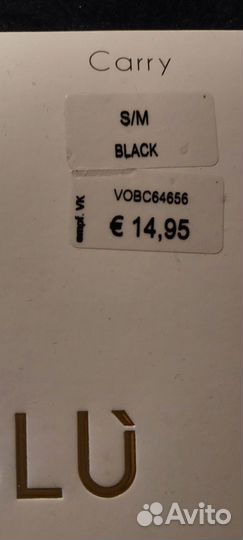 Carry
S/M
BLACK
empf. VK
VOBC64656
€ 14,95
LÙ
Avito